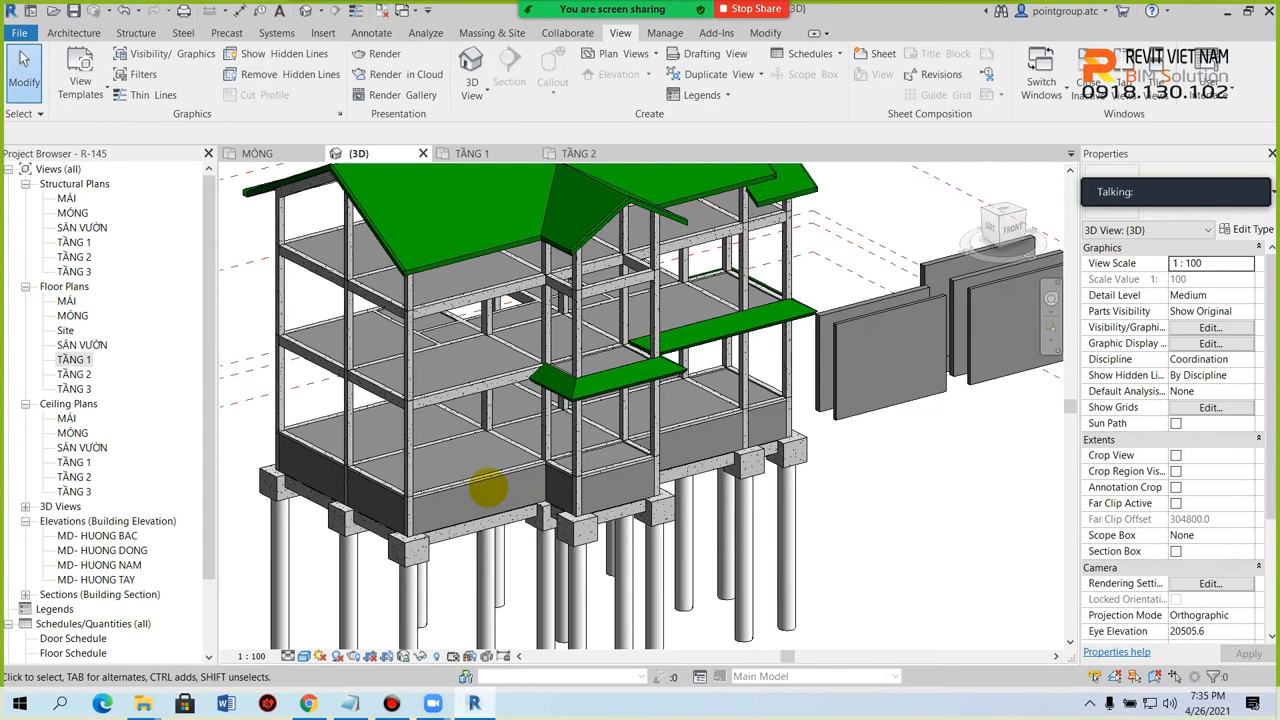 You are screen sharing
Stop Share
(3D)
pointgroup.atc
File
Architecture
Structure
Steel
Precast
Systems
Insert
Annotate
Analyze
Massing & Site
Collaborate
View
Manage
Add-Ins
Modify
Modify
Select
View
Templates
Visibility/ Graphics
Filters
Thin Lines
Show Hidden Lines
Remove Hidden Lines
Cut Profile
Graphics
Render
Render in Cloud
Render Gallery
Presentation
3D
View
Section
Callout
Plan Views
Elevation
Drafting View
Duplicate View
Legends
Schedules
Scope Box
Create
Sheet
View
Title Block
Revisions
Guide Grid
Sheet Composition
Switch
Windows
Windows
REVIT VIETNAM
BIM Solution
0918.130.102
Project Browser - R-145
MÓNG
{3D}
TẦNG 1
TẦNG 2
Properties
Talking:
Views (all)
Structural Plans
MÁI
MÓNG
SÂN VƯỜN
TẦNG 1
TẦNG 2
TẦNG 3
Floor Plans
MÁI
MÓNG
Site
SÂN VƯỜN
TẦNG 1
TẦNG 2
TẦNG 3
Ceiling Plans
MÁI
MÓNG
SÂN VƯỜN
TẦNG 1
TẦNG 2
TẦNG 3
3D Views
Elevations (Building Elevation)
MD- HUONG BAC
MD- HUONG DONG
MD- HUONG NAM
MD- HUONG TAY
Sections (Building Section)
Legends
Schedules/Quantities (all)
Door Schedule
Floor Schedule
LEFT
FRONT
3D View: {3D}
Edit Type
Graphics
View Scale 1 : 100
Scale Value 1: 100
Detail Level Medium
Parts Visibility Show Original
Visibility/Graphi... Edit...
Graphic Display ... Edit...
Discipline Coordination
Show Hidden Li... By Discipline
Default Analysis... None
Show Grids Edit...
Sun Path
Extents
Crop View
Crop Region Vis...
Annotation Crop
Far Clip Active
Far Clip Offset 304800.0
Scope Box None
Section Box
Camera
Rendering Setti... Edit...
Locked Orientat...
Projection Mode Orthographic
Eye Elevation 20505.6
Properties help
Apply
1 : 100
Click to select, TAB for alternates, CTRL adds, SHIFT unselects.
:0
Main Model
:0
7:35 PM
4/26/2021